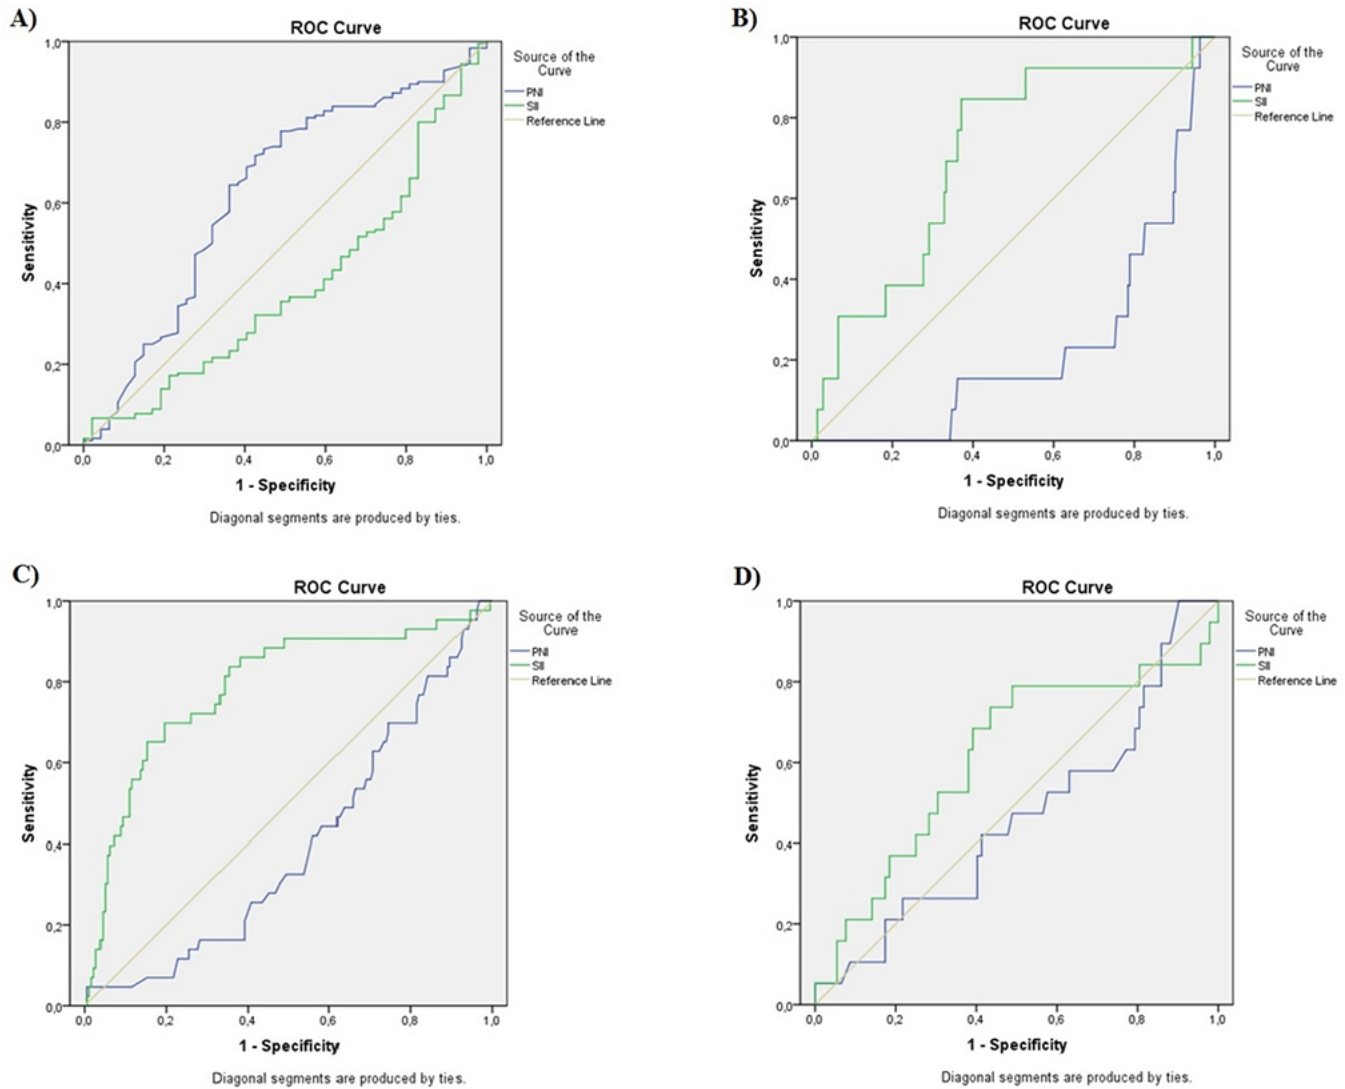 A)
ROC Curve
Source of the
Curve
PNI
SII
Reference Line
1,0
0,8
0,6
0,4
0,2
0,0
Sensitivity
0,0 0,2 0,4 0,6 0,8 1,0
1 - Specificity
Diagonal segments are produced by ties.
B)
ROC Curve
Source of the
Curve
PNI
SII
Reference Line
1,0
0,8
0,6
0,4
0,2
0,0
Sensitivity
0,0 0,2 0,4 0,6 0,8 1,0
1 - Specificity
Diagonal segments are produced by ties.
C)
ROC Curve
Source of the
Curve
PNI
SII
Reference Line
1,0
0,8
0,6
0,4
0,2
0,0
Sensitivity
0,0 0,2 0,4 0,6 0,8 1,0
1 - Specificity
Diagonal segments are produced by ties.
D)
ROC Curve
Source of the
Curve
PNI
SII
Reference Line
1,0
0,8
0,6
0,4
0,2
0,0
Sensitivity
0,0 0,2 0,4 0,6 0,8 1,0
1 - Specificity
Diagonal segments are produced by ties.